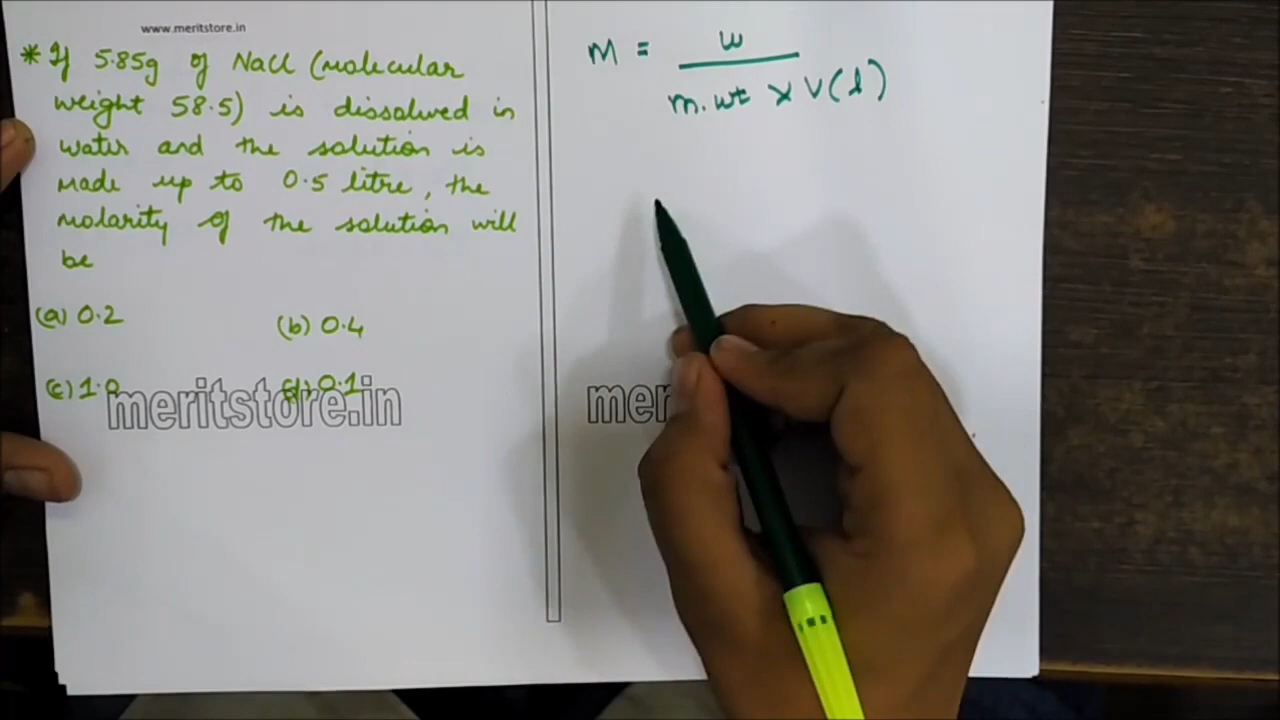 www.meritstore.in
* If 5.85g of NaCl (molecular
weight 58.5) is dissolved in
water and the solution is
made up to 0.5 litre, the
molarity of the solution will
be
(a) 0.2 (b) 0.4
(c) 1.0 (d) 0.1
meritstore.in
M = w
m.wt x V(l)
mer